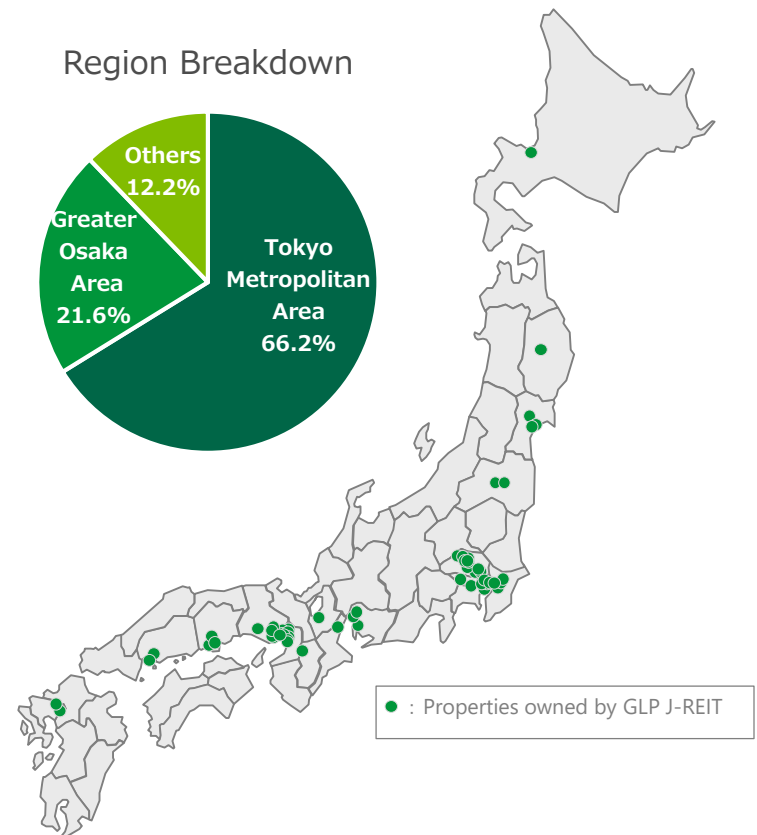 Region Breakdown
Others
12.2%
Greater
Osaka
Area
21.6%
Tokyo
Metropolitan
Area
66.2%
: Properties owned by GLP J-REIT